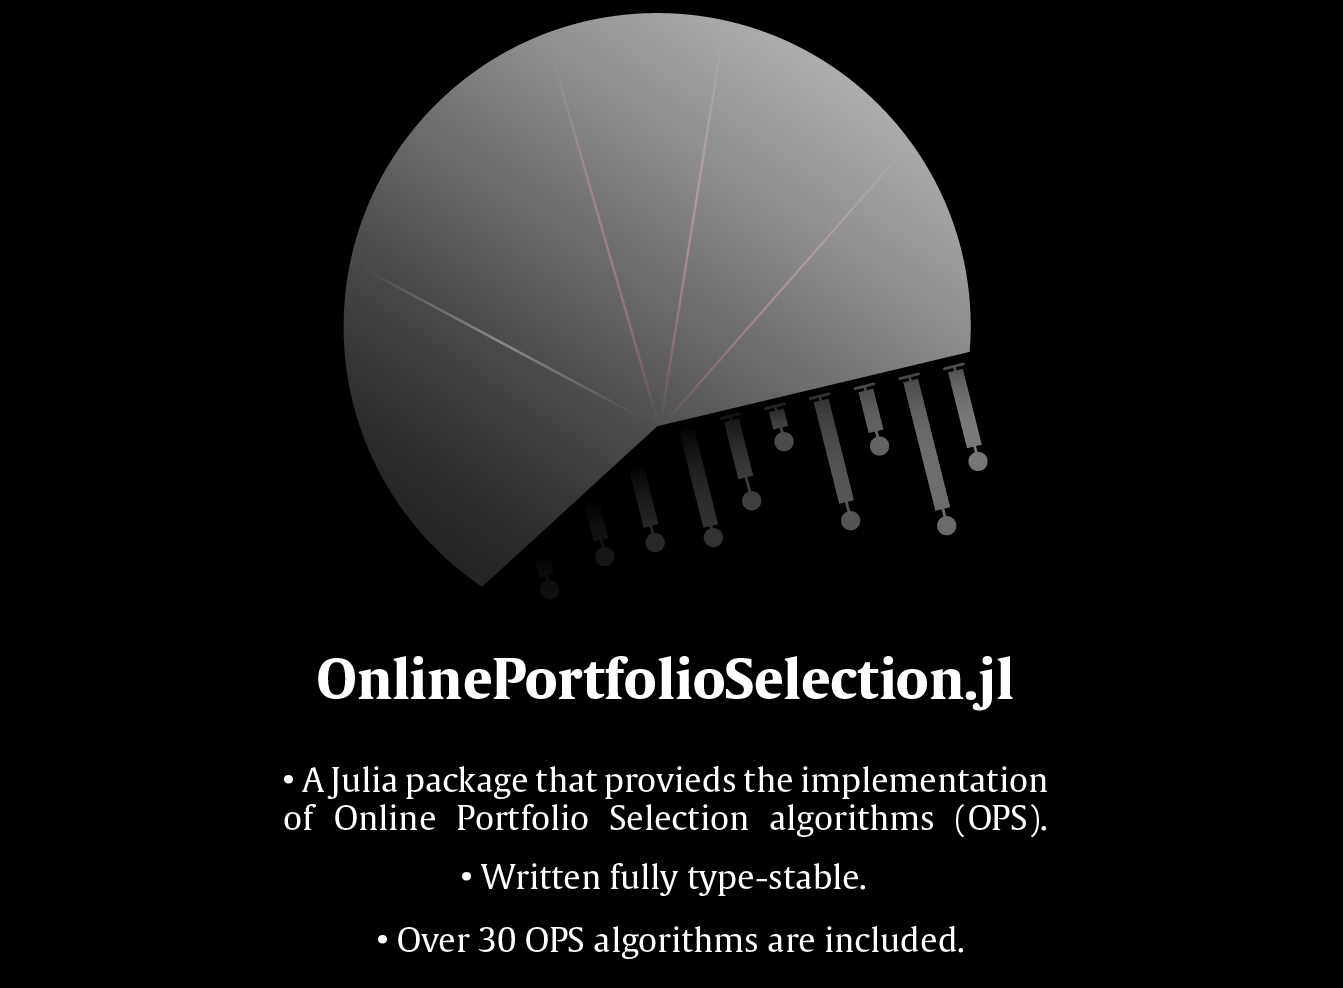 OnlinePortfolioSelection.jl
• A Julia package that provieds the implementation
of Online Portfolio Selection algorithms (OPS).
• Written fully type-stable.
• Over 30 OPS algorithms are included.